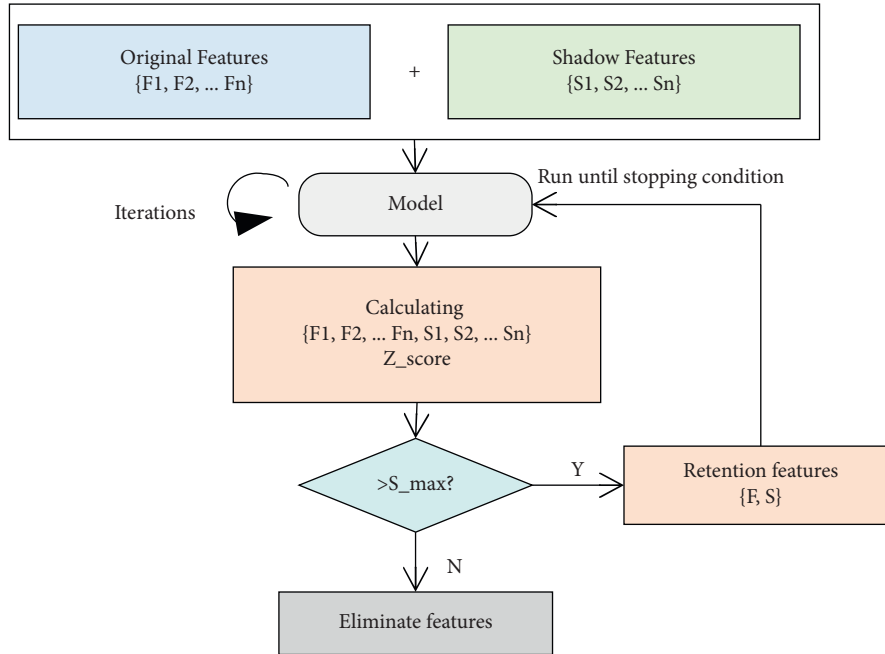 Original Features
{F1, F2, ... Fn}
+
Shadow Features
{S1, S2, ... Sn}
Iterations
Model
Run until stopping condition
Calculating
{F1, F2, ... Fn, S1, S2, ... Sn}
Z_score
>S_max?
Y
Retention features
{F, S}
N
Eliminate features